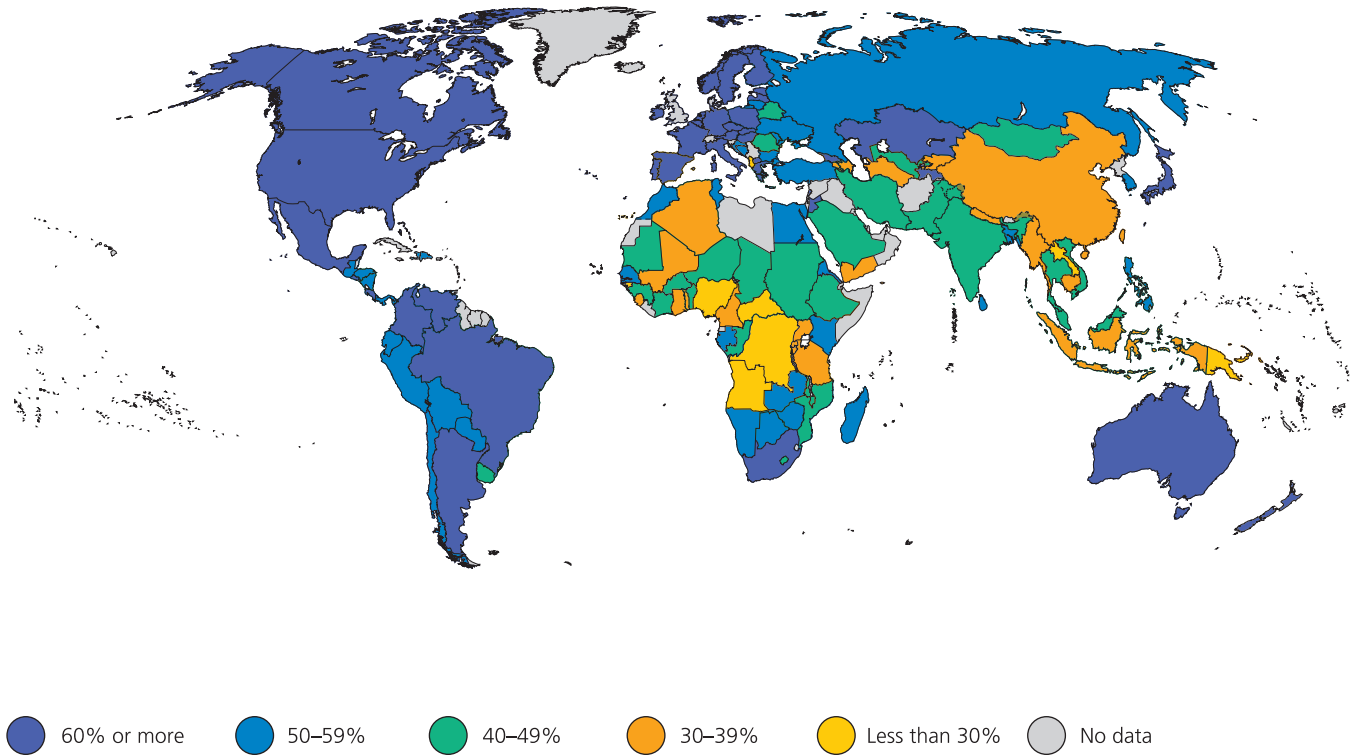 60% or more
50–59%
40–49%
30–39%
Less than 30%
No data